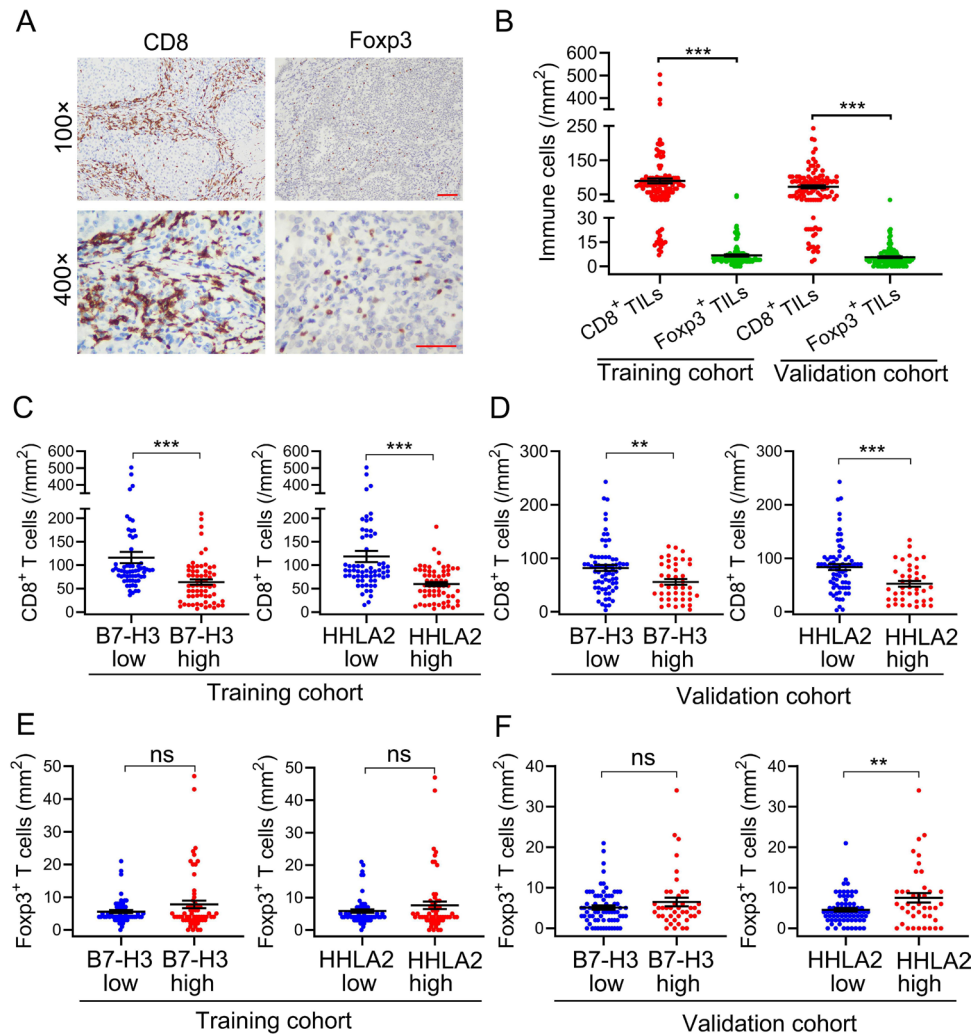 A
CD8
Foxp3
100×
400×
B
Immune cells (/mm²)
600
500
400
300
250
150
50
30
15
0
***
***
CD8⁺ TILs
Foxp3⁺ TILs
CD8⁺ TILs
Foxp3⁺ TILs
Training cohort
Validation cohort
C
CD8⁺ T cells (/mm²)
600
500
400
300
200
150
100
50
0
***
B7-H3 low
B7-H3 high
CD8⁺ T cells (/mm²)
600
500
400
300
200
150
100
50
0
***
HHLA2 low
HHLA2 high
Training cohort
D
CD8⁺ T cells (/mm²)
300
200
100
0
**
B7-H3 low
B7-H3 high
CD8⁺ T cells (/mm²)
300
200
100
0
***
HHLA2 low
HHLA2 high
Validation cohort
E
Foxp3⁺ T cells (mm²)
50
40
30
20
10
0
ns
B7-H3 low
B7-H3 high
Foxp3⁺ T cells (mm²)
50
40
30
20
10
0
ns
HHLA2 low
HHLA2 high
Training cohort
F
Foxp3⁺ T cells (mm²)
40
30
20
10
0
ns
B7-H3 low
B7-H3 high
Foxp3⁺ T cells (mm²)
40
30
20
10
0
**
HHLA2 low
HHLA2 high
Validation cohort